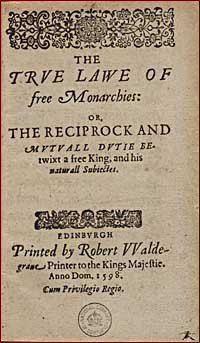 THE
TRVE LAWE OF
free Monarchies:
OR,
THE RECIPROCK AND
MVTVALL DVTIE BE-
twixt a free King, and his
naturall Subiectes.
EDINBVRGH
Printed by Robert VValde-
graue Printer to the Kings Majestie.
Anno Dom. 1598.
Cum Privilegio Regio.